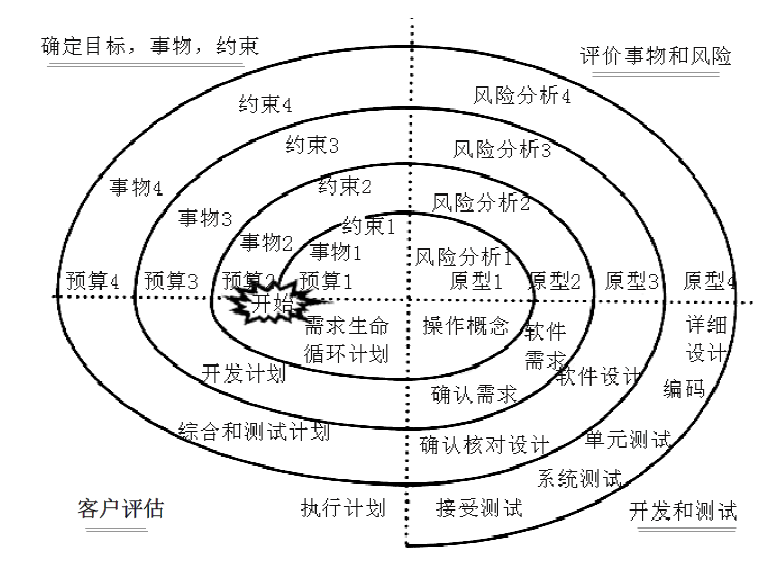 确定目标，事物，约束
评价事物和风险
约束4
风险分析4
约束3
风险分析3
事物4
约束2
风险分析2
事物3
约束1
事物2
事物1
风险分析1
预算4
预算3
预算2
预算1
原型1
原型2
原型3
原型4
开始
需求生命
循环计划
操作概念
软件
需求
详细
设计
开发计划
软件设计
编码
确认需求
综合和测试计划
确认核对设计
单元测试
系统测试
客户评估
执行计划
接受测试
开发和测试